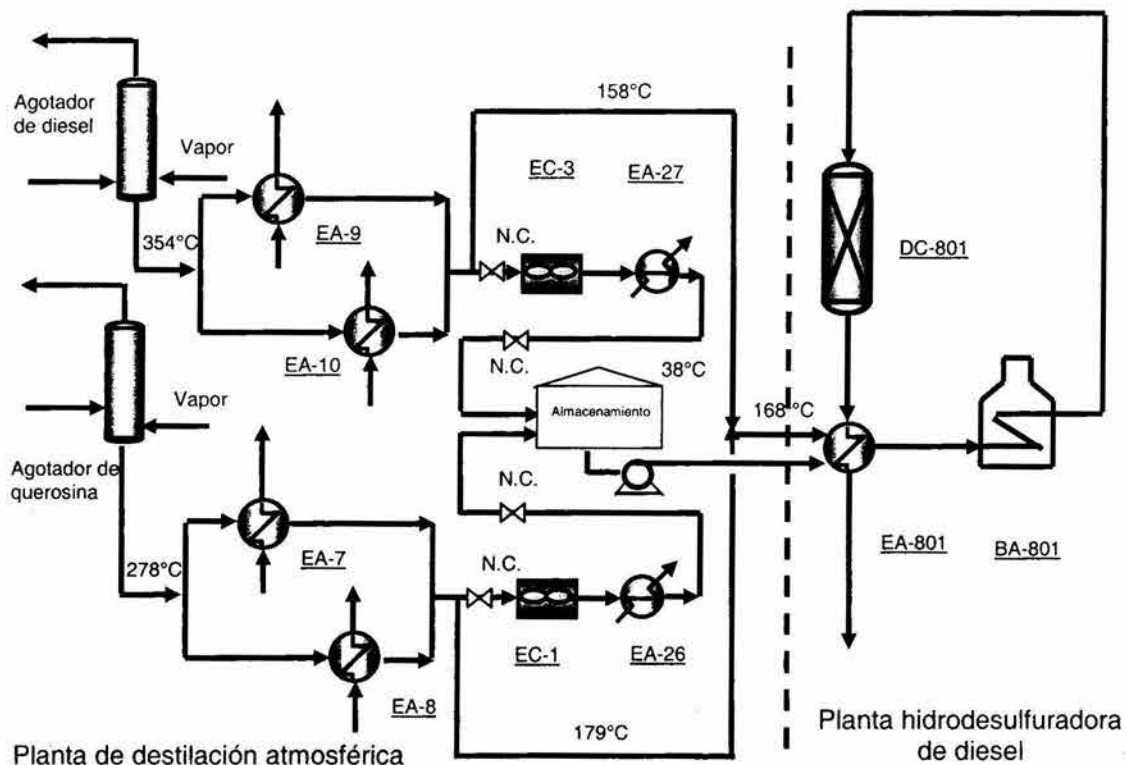 158°C
Agotador
de diesel
Vapor
EC-3
EA-27
EA-9
N.C.
354°C
DC-801
EA-10
N.C.
38°C
Vapor
Almacenamiento
168 °C
Agotador de
querosina
N.C.
EA-7
EA-801
BA-801
278°C
N.C.
EC-1
EA-26
EA-8
179°C
Planta de destilación atmosférica
Planta hidrodesulfuradora
de diesel